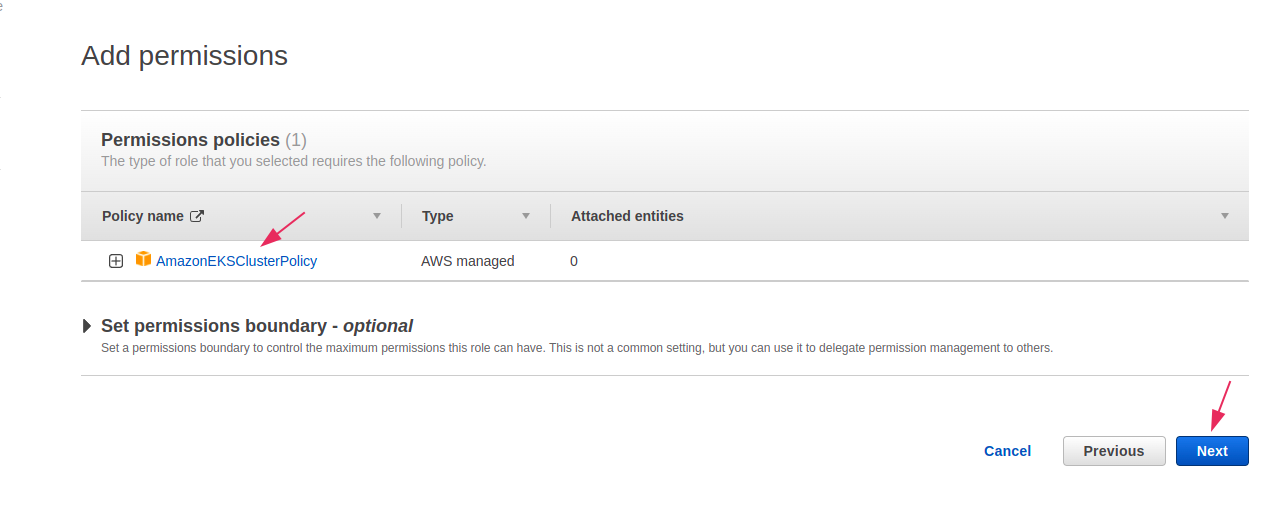 Add permissions
Permissions policies (1)
The type of role that you selected requires the following policy.
Policy name Type Attached entities
AmazonEKSClusterPolicy AWS managed 0
Set permissions boundary - optional
Set a permissions boundary to control the maximum permissions this role can have. This is not a common setting, but you can use it to delegate permission management to others.
Cancel Previous Next